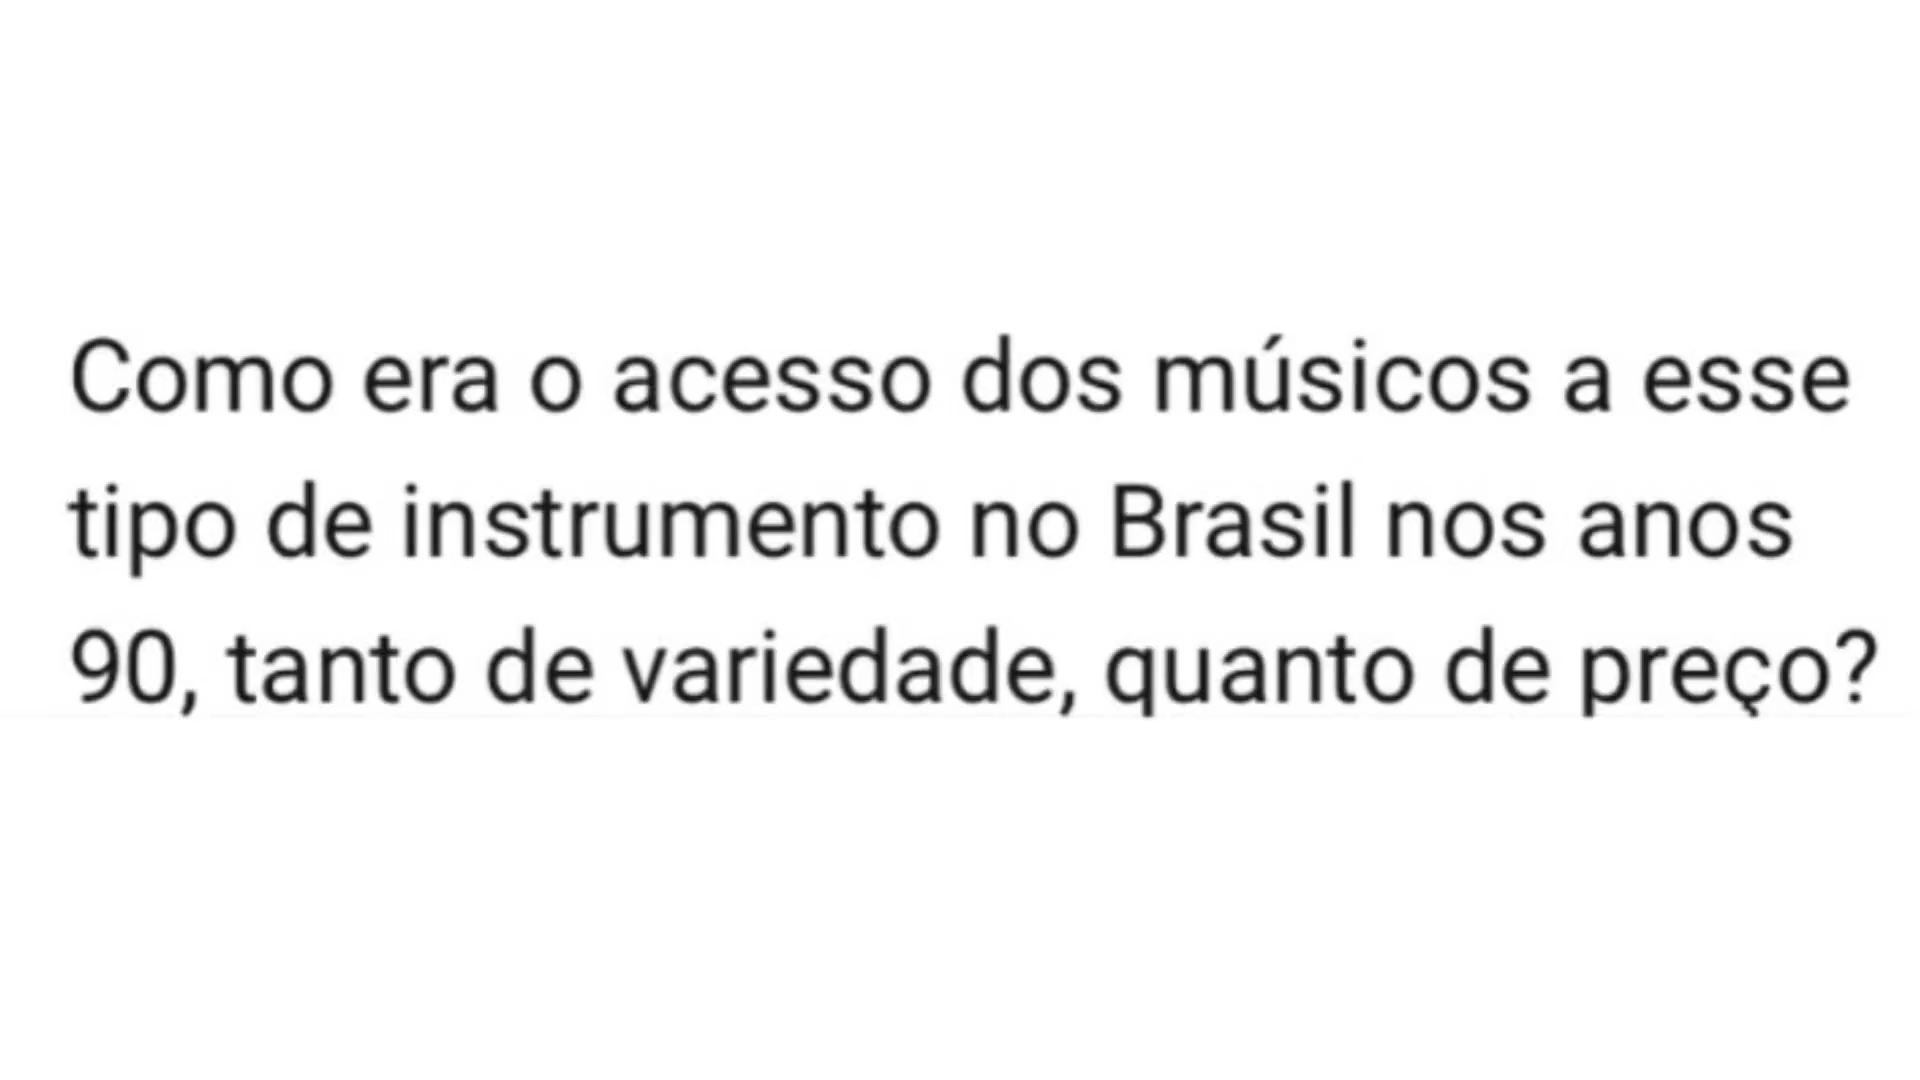 Como era o acesso dos músicos a esse
tipo de instrumento no Brasil nos anos
90, tanto de variedade, quanto de preço?